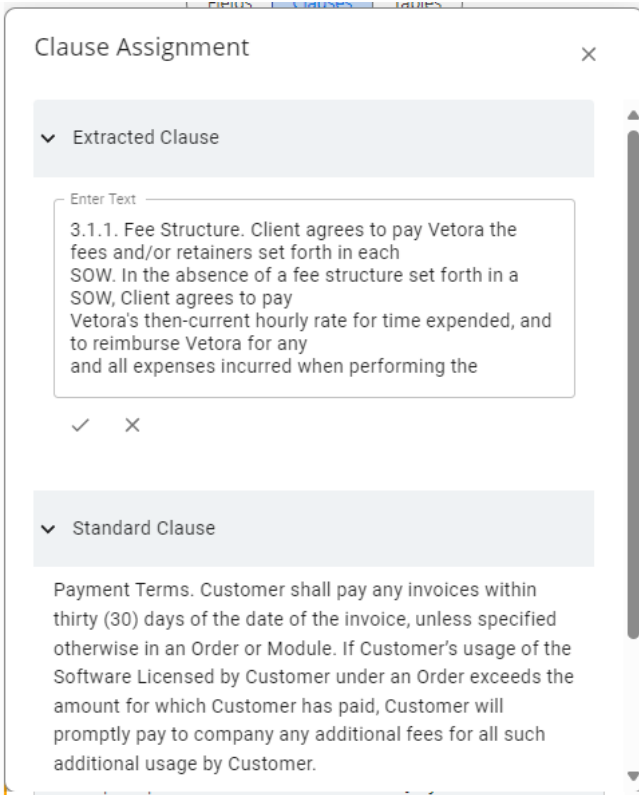 Fields Clauses Tables
Clause Assignment
Extracted Clause
Enter Text
3.1.1. Fee Structure. Client agrees to pay Vetora the
fees and/or retainers set forth in each
SOW. In the absence of a fee structure set forth in a
SOW, Client agrees to pay
Vetora's then-current hourly rate for time expended, and
to reimburse Vetora for any
and all expenses incurred when performing the
Standard Clause
Payment Terms. Customer shall pay any invoices within
thirty (30) days of the date of the invoice, unless specified
otherwise in an Order or Module. If Customer's usage of the
Software Licensed by Customer under an Order exceeds the
amount for which Customer has paid, Customer will
promptly pay to company any additional fees for all such
additional usage by Customer.